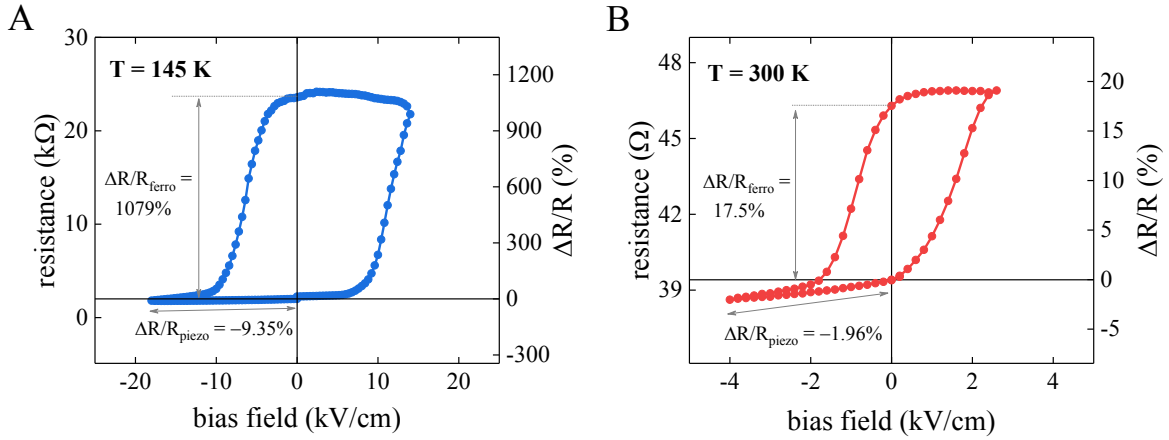 A
T = 145 K
resistance (kΩ)
30
20
10
0
ΔR/R_ferro =
1079%
ΔR/R_piezo = –9.35%
-20
-10
0
10
20
bias field (kV/cm)
1200
900
600
300
0
-300
ΔR/R (%)
B
T = 300 K
resistance (Ω)
48
45
42
39
ΔR/R_ferro =
17.5%
ΔR/R_piezo = –1.96%
-4
-2
0
2
4
bias field (kV/cm)
20
15
10
5
0
-5
ΔR/R (%)